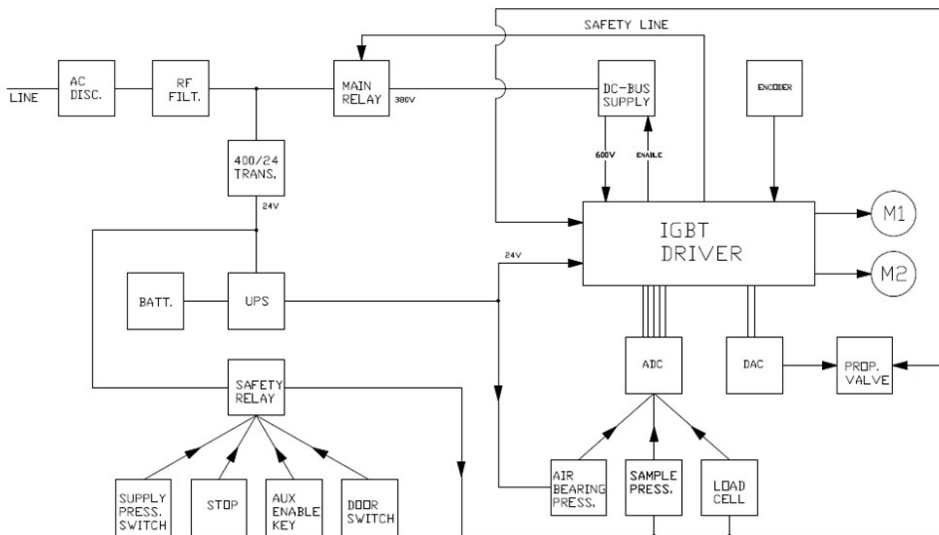 SAFETY LINE
AC
DISC.
RF
FILT.
MAIN
RELAY
DC-BUS
SUPPLY
ENCODER
LINE
380V
400/24
TRANS.
600V
ENABLE
24V
IGBT
DRIVER
M1
24V
M2
BATT.
UPS
ADC
DAC
PROP.
VALVE
SAFETY
RELAY
SUPPLY
PRESS.
SWITCH
STOP
AUX
ENABLE
KEY
DOOR
SWITCH
AIR
BEARING
PRESS.
SAMPLE
PRESS.
LOAD
CELL